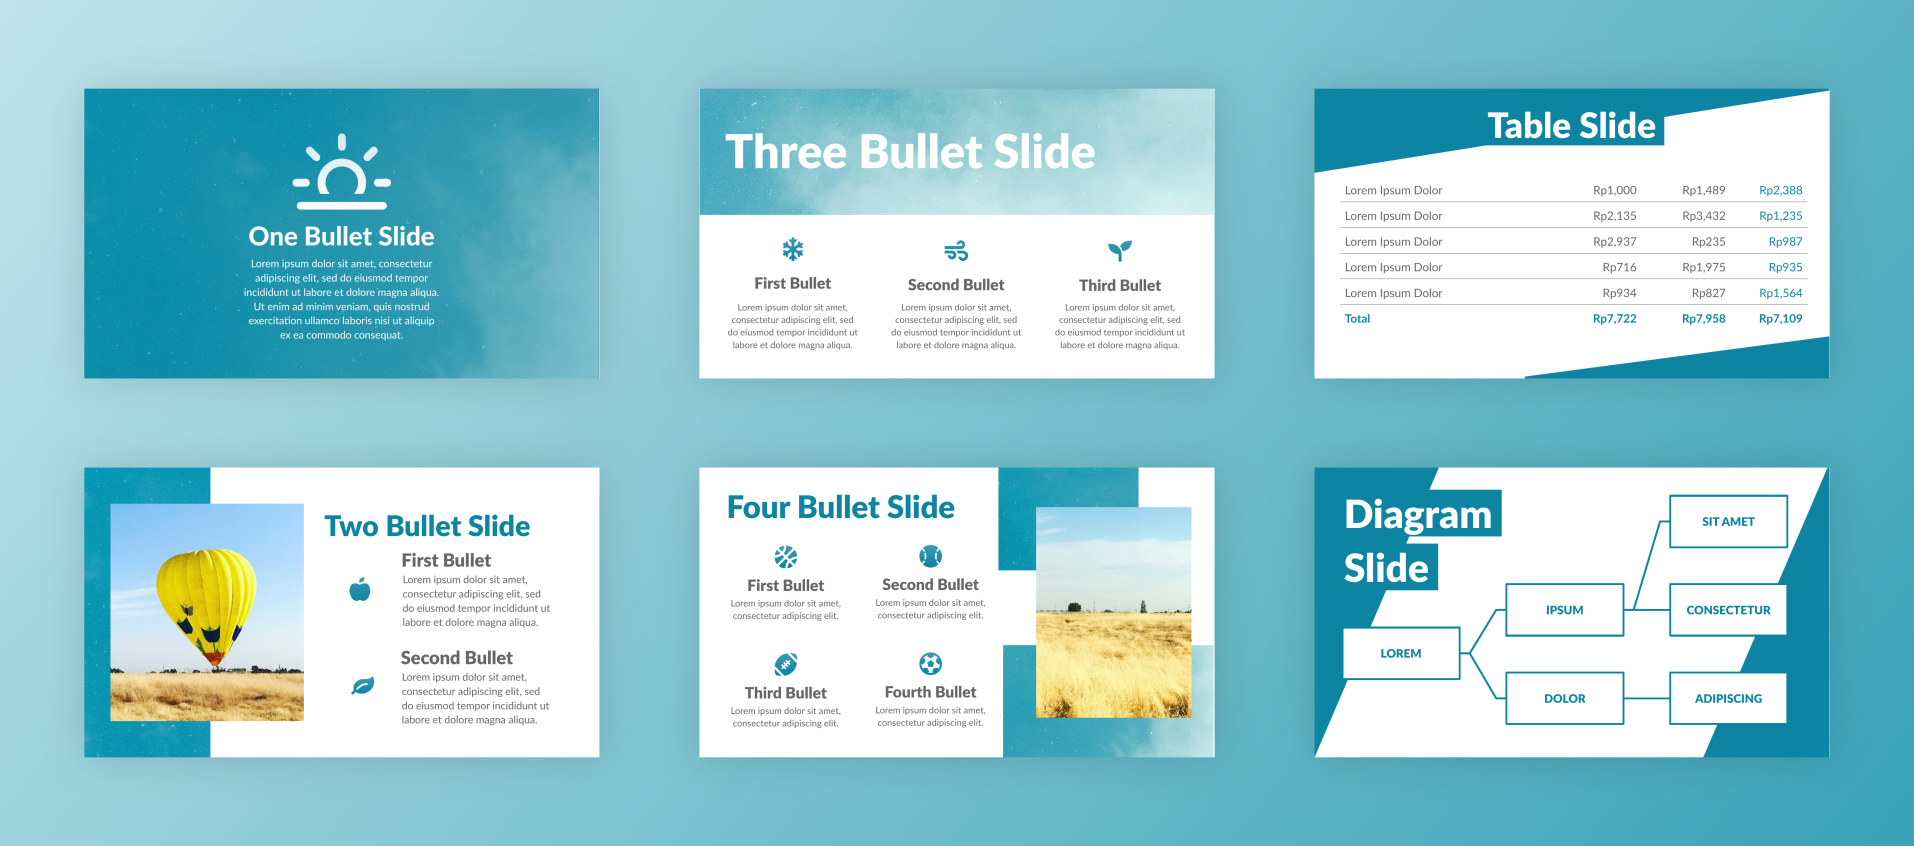 One Bullet Slide
Lorem ipsum dolor sit amet, consectetur
adipiscing elit, sed do eiusmod tempor
incididunt ut labore et dolore magna aliqua.
Ut enim ad minim veniam, quis nostrud
exercitation ullamco laboris nisi ut aliquip
ex ea commodo consequat.
Three Bullet Slide
First Bullet
Lorem ipsum dolor sit amet,
consectetur adipiscing elit, sed
do eiusmod tempor incididunt ut
labore et dolore magna aliqua.
Second Bullet
Lorem ipsum dolor sit amet,
consectetur adipiscing elit, sed
do eiusmod tempor incididunt ut
labore et dolore magna aliqua.
Third Bullet
Lorem ipsum dolor sit amet,
consectetur adipiscing elit, sed
do eiusmod tempor incididunt ut
labore et dolore magna aliqua.
Table Slide
Lorem Ipsum Dolor Rp1,000 Rp1,489 Rp2,388
Lorem Ipsum Dolor Rp2,135 Rp3,432 Rp1,235
Lorem Ipsum Dolor Rp2,937 Rp235 Rp987
Lorem Ipsum Dolor Rp716 Rp1,975 Rp935
Lorem Ipsum Dolor Rp934 Rp827 Rp1,564
Total Rp7,722 Rp7,958 Rp7,109
Two Bullet Slide
First Bullet
Lorem ipsum dolor sit amet,
consectetur adipiscing elit, sed
do eiusmod tempor incididunt ut
labore et dolore magna aliqua.
Second Bullet
Lorem ipsum dolor sit amet,
consectetur adipiscing elit, sed
do eiusmod tempor incididunt ut
labore et dolore magna aliqua.
Four Bullet Slide
First Bullet
Lorem ipsum dolor sit amet,
consectetur adipiscing elit.
Second Bullet
Lorem ipsum dolor sit amet,
consectetur adipiscing elit.
Third Bullet
Lorem ipsum dolor sit amet,
consectetur adipiscing elit.
Fourth Bullet
Lorem ipsum dolor sit amet,
consectetur adipiscing elit.
Diagram
Slide
LOREM
IPSUM
DOLOR
SIT AMET
CONSECTETUR
ADIPISCING